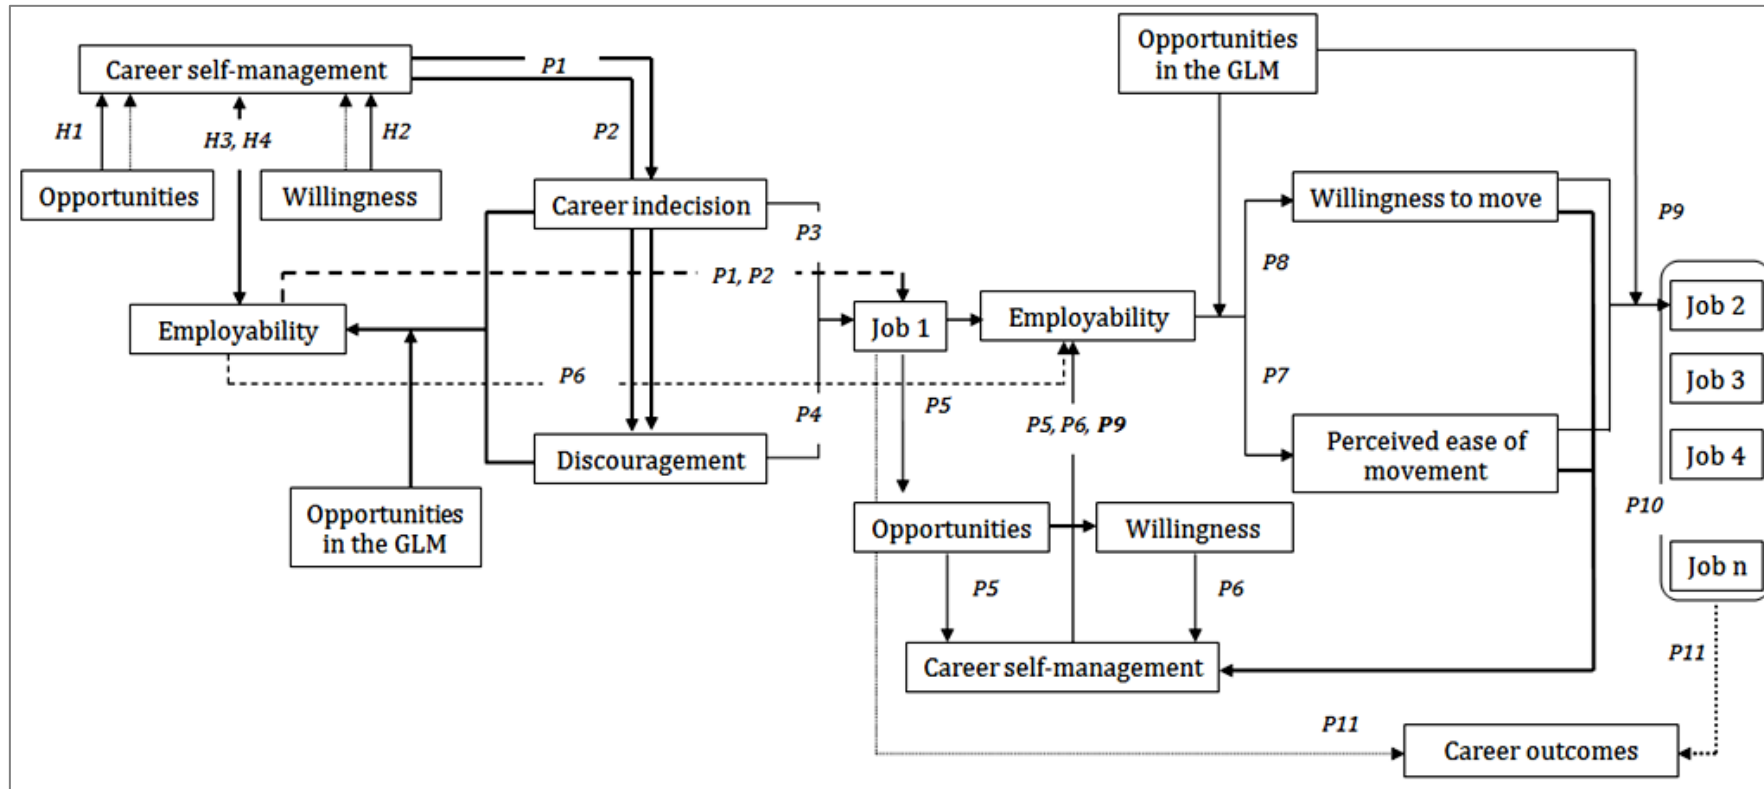 Opportunities
in the GLM
Career self-management
P1
H1
H3, H4
H2
P2
Opportunities
Willingness
Career indecision
Willingness to move
P9
P3
P8
P1, P2
Employability
Job 1
Employability
Job 2
P6
P7
Job 3
P4
P5
P5, P6, P9
Discouragement
Perceived ease of
movement
Job 4
Opportunities
in the GLM
Opportunities
Willingness
P10
P5
P6
Job n
Career self-management
P11
P11
Career outcomes